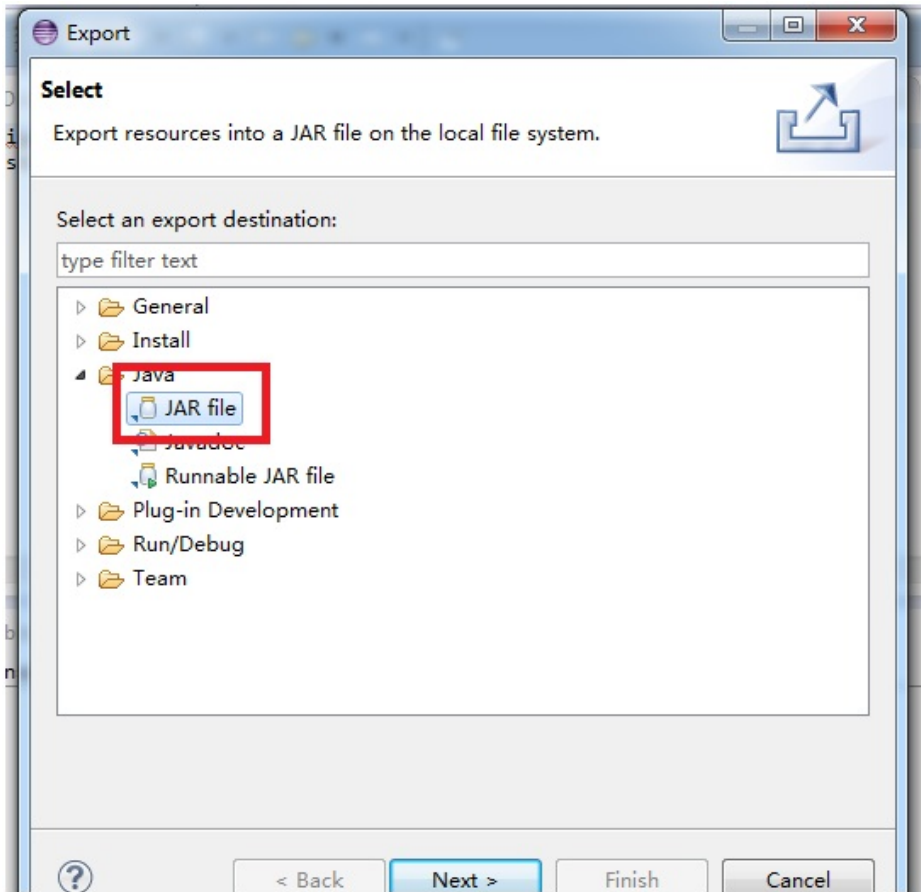 Export
Select
Export resources into a JAR file on the local file system.
Select an export destination:
type filter text
General
Install
Java
JAR file
Javadoc
Runnable JAR file
Plug-in Development
Run/Debug
Team
?
< Back
Next >
Finish
Cancel